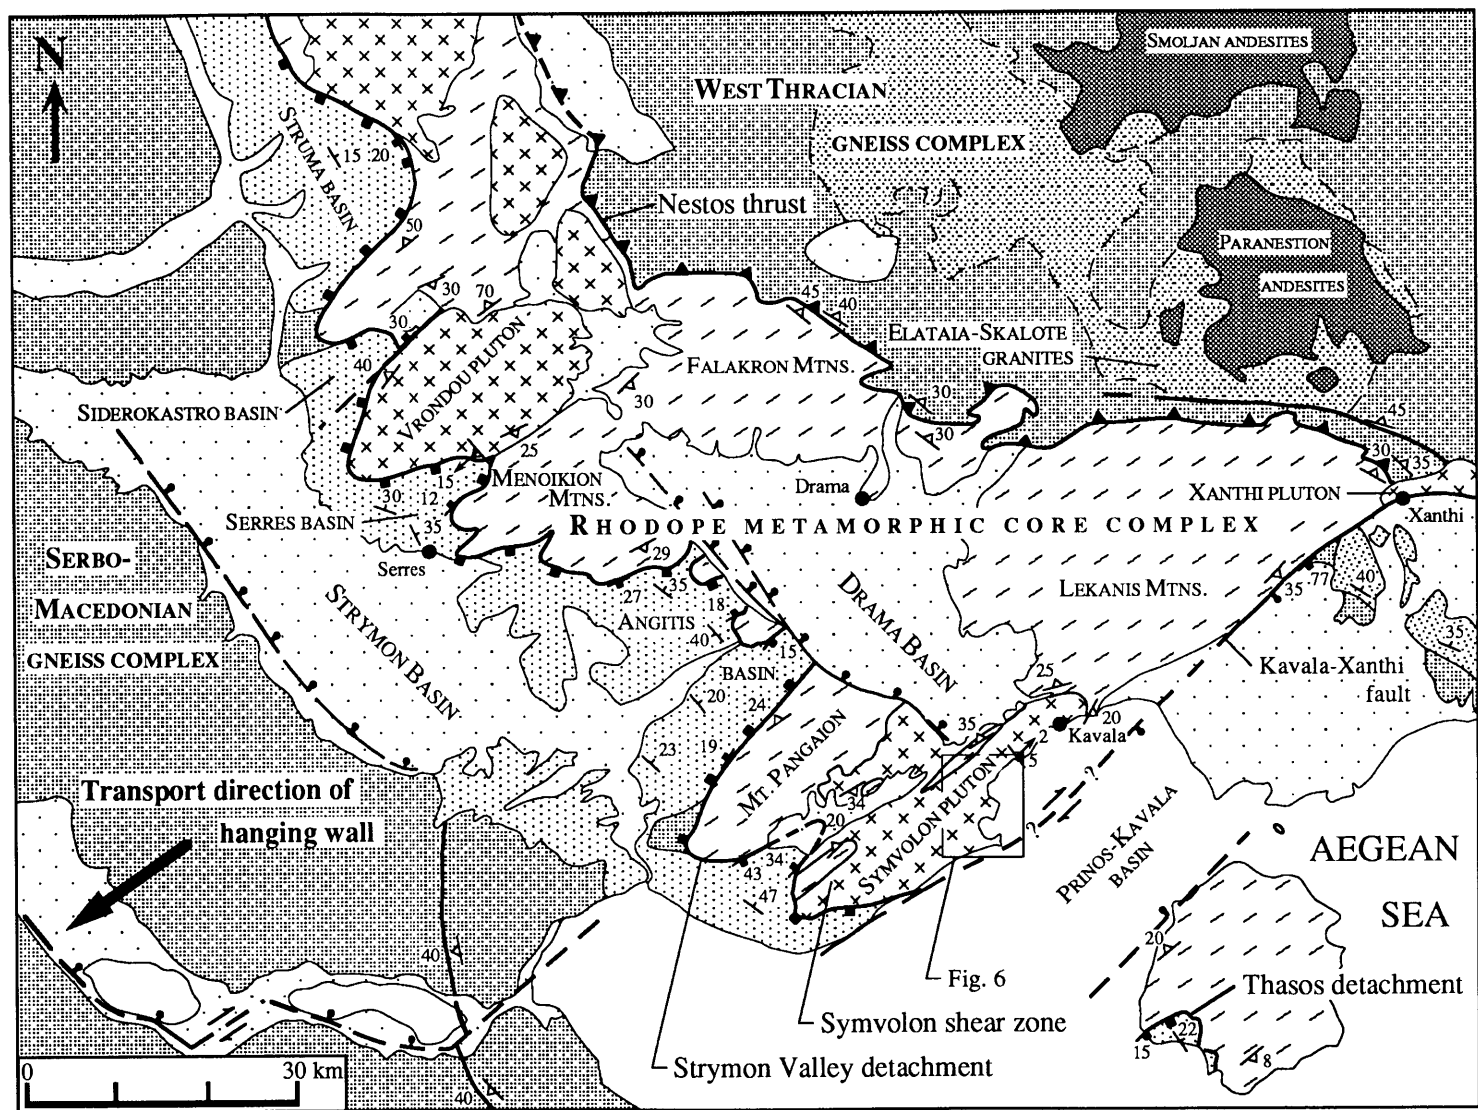 N
SMOLJAN ANDESITES
WEST THRACIAN
GNEISS COMPLEX
STRUMA BASIN
15
20
50
Nestos thrust
PARANESTION
ANDESITES
30
70
30
45
40
ELATAIA-SKALOTE
GRANITES
FALAKRON MTNS.
40
VRONDOU PLUTON
30
SIDEROKASTRO BASIN
30
30
45
25
15
12
30
MENOIKION
MTNS.
Drama
30
35
XANTHI PLUTON
Xanthi
SERRES BASIN
35
RHODOPE METAMORPHIC CORE COMPLEX
Serres
SERBO-
MACEDONIAN
GNEISS COMPLEX
STRYMON BASIN
29
35
27
18
ANGITIS
BASIN
40
15
DRAMA BASIN
LEKANIS MTNS.
77
35
40
35
Kavala-Xanthi
fault
20
24
19
23
25
20
Kavala
2
5
35
MT. PANGAION
34
20
SYMVOLON PLUTON
34
43
47
?
?
PRINOS-KAVALA
BASIN
AEGEAN
SEA
Transport direction of
hanging wall
40
20
Fig. 6
Thasos detachment
Symvolon shear zone
22
15
8
Strymon Valley detachment
0
30 km
40